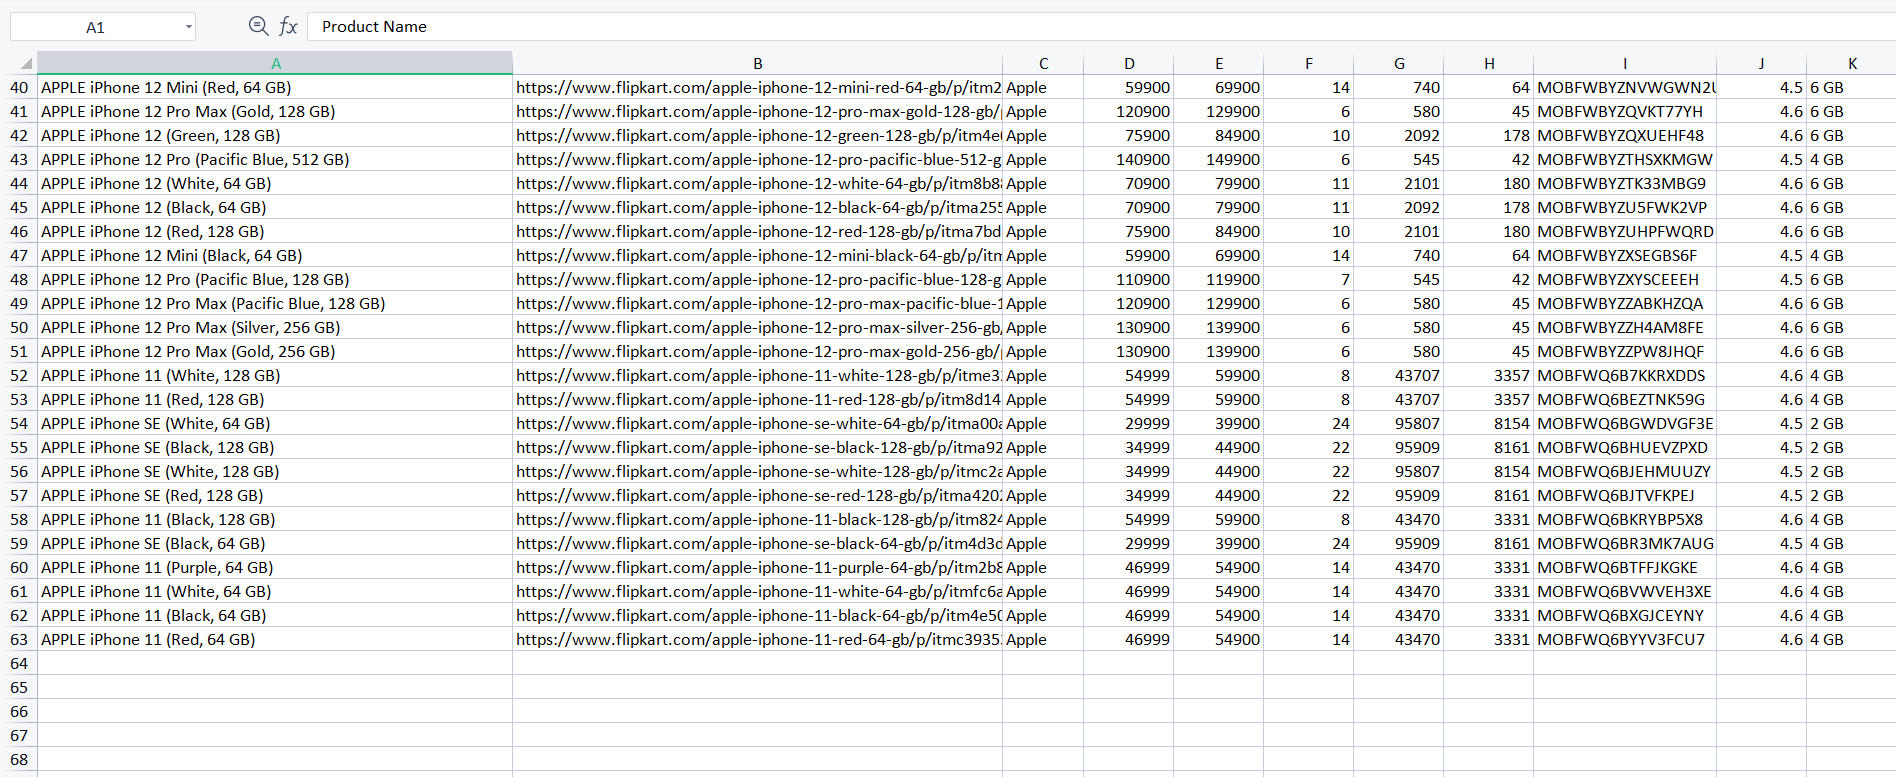 A1 fx Product Name
A B C D E F G H I J K
40 APPLE iPhone 12 Mini (Red, 64 GB) https://www.flipkart.com/apple-iphone-12-mini-red-64-gb/p/itm2 Apple 59900 69900 14 740 64 MOBFWBYZNVWGWN2U 4.5 6 GB
41 APPLE iPhone 12 Pro Max (Gold, 128 GB) https://www.flipkart.com/apple-iphone-12-pro-max-gold-128-gb/ Apple 120900 129900 6 580 45 MOBFWBYZQVKT77YH 4.6 6 GB
42 APPLE iPhone 12 (Green, 128 GB) https://www.flipkart.com/apple-iphone-12-green-128-gb/p/itm4e Apple 75900 84900 10 2092 178 MOBFWBYZQXUEHF48 4.6 6 GB
43 APPLE iPhone 12 Pro (Pacific Blue, 512 GB) https://www.flipkart.com/apple-iphone-12-pro-pacific-blue-512-g Apple 140900 149900 6 545 42 MOBFWBYZTHSXKMGW 4.5 4 GB
44 APPLE iPhone 12 (White, 64 GB) https://www.flipkart.com/apple-iphone-12-white-64-gb/p/itm8b8 Apple 70900 79900 11 2101 180 MOBFWBYZTK33MBG9 4.6 6 GB
45 APPLE iPhone 12 (Black, 64 GB) https://www.flipkart.com/apple-iphone-12-black-64-gb/p/itma255 Apple 70900 79900 11 2092 178 MOBFWBYZU5FWK2VP 4.6 6 GB
46 APPLE iPhone 12 (Red, 128 GB) https://www.flipkart.com/apple-iphone-12-red-128-gb/p/itma7bd Apple 75900 84900 10 2101 180 MOBFWBYZUHPFWQRD 4.6 6 GB
47 APPLE iPhone 12 Mini (Black, 64 GB) https://www.flipkart.com/apple-iphone-12-mini-black-64-gb/p/itm Apple 59900 69900 14 740 64 MOBFWBYZXSEGBS6F 4.5 4 GB
48 APPLE iPhone 12 Pro (Pacific Blue, 128 GB) https://www.flipkart.com/apple-iphone-12-pro-pacific-blue-128-g Apple 110900 119900 7 545 42 MOBFWBYZXYSCEEEH 4.5 6 GB
49 APPLE iPhone 12 Pro Max (Pacific Blue, 128 GB) https://www.flipkart.com/apple-iphone-12-pro-max-pacific-blue-1 Apple 120900 129900 6 580 45 MOBFWBYZZABKHZQA 4.6 6 GB
50 APPLE iPhone 12 Pro Max (Silver, 256 GB) https://www.flipkart.com/apple-iphone-12-pro-max-silver-256-gb/ Apple 130900 139900 6 580 45 MOBFWBYZZH4AM8FE 4.6 6 GB
51 APPLE iPhone 12 Pro Max (Gold, 256 GB) https://www.flipkart.com/apple-iphone-12-pro-max-gold-256-gb/ Apple 130900 139900 6 580 45 MOBFWBYZZPW8JHQF 4.6 6 GB
52 APPLE iPhone 11 (White, 128 GB) https://www.flipkart.com/apple-iphone-11-white-128-gb/p/itme3 Apple 54999 59900 8 43707 3357 MOBFWQ6B7KKRXDDS 4.6 4 GB
53 APPLE iPhone 11 (Red, 128 GB) https://www.flipkart.com/apple-iphone-11-red-128-gb/p/itm8d14 Apple 54999 59900 8 43707 3357 MOBFWQ6BEZTNK59G 4.6 4 GB
54 APPLE iPhone SE (White, 64 GB) https://www.flipkart.com/apple-iphone-se-white-64-gb/p/itma00a Apple 29999 39900 24 95807 8154 MOBFWQ6BGWDVGF3E 4.5 2 GB
55 APPLE iPhone SE (Black, 128 GB) https://www.flipkart.com/apple-iphone-se-black-128-gb/p/itma92 Apple 34999 44900 22 95909 8161 MOBFWQ6BHUEVZPXD 4.5 2 GB
56 APPLE iPhone SE (White, 128 GB) https://www.flipkart.com/apple-iphone-se-white-128-gb/p/itmc2a Apple 34999 44900 22 95807 8154 MOBFWQ6BJEHMUUZY 4.5 2 GB
57 APPLE iPhone SE (Red, 128 GB) https://www.flipkart.com/apple-iphone-se-red-128-gb/p/itma420 Apple 34999 44900 22 95909 8161 MOBFWQ6BJTVFKPEJ 4.5 2 GB
58 APPLE iPhone 11 (Black, 128 GB) https://www.flipkart.com/apple-iphone-11-black-128-gb/p/itm824 Apple 54999 59900 8 43470 3331 MOBFWQ6BKRYBP5X8 4.6 4 GB
59 APPLE iPhone SE (Black, 64 GB) https://www.flipkart.com/apple-iphone-se-black-64-gb/p/itm4d3d Apple 29999 39900 24 95909 8161 MOBFWQ6BR3MK7AUG 4.5 4 GB
60 APPLE iPhone 11 (Purple, 64 GB) https://www.flipkart.com/apple-iphone-11-purple-64-gb/p/itm2b8 Apple 46999 54900 14 43470 3331 MOBFWQ6BTFFJKGKE 4.6 4 GB
61 APPLE iPhone 11 (White, 64 GB) https://www.flipkart.com/apple-iphone-11-white-64-gb/p/itmfc6a Apple 46999 54900 14 43470 3331 MOBFWQ6BVWVEH3XE 4.6 4 GB
62 APPLE iPhone 11 (Black, 64 GB) https://www.flipkart.com/apple-iphone-11-black-64-gb/p/itm4e50 Apple 46999 54900 14 43470 3331 MOBFWQ6BXGJCEYNY 4.6 4 GB
63 APPLE iPhone 11 (Red, 64 GB) https://www.flipkart.com/apple-iphone-11-red-64-gb/p/itmc3935 Apple 46999 54900 14 43470 3331 MOBFWQ6BYYV3FCU7 4.6 4 GB
64
65
66
67
68